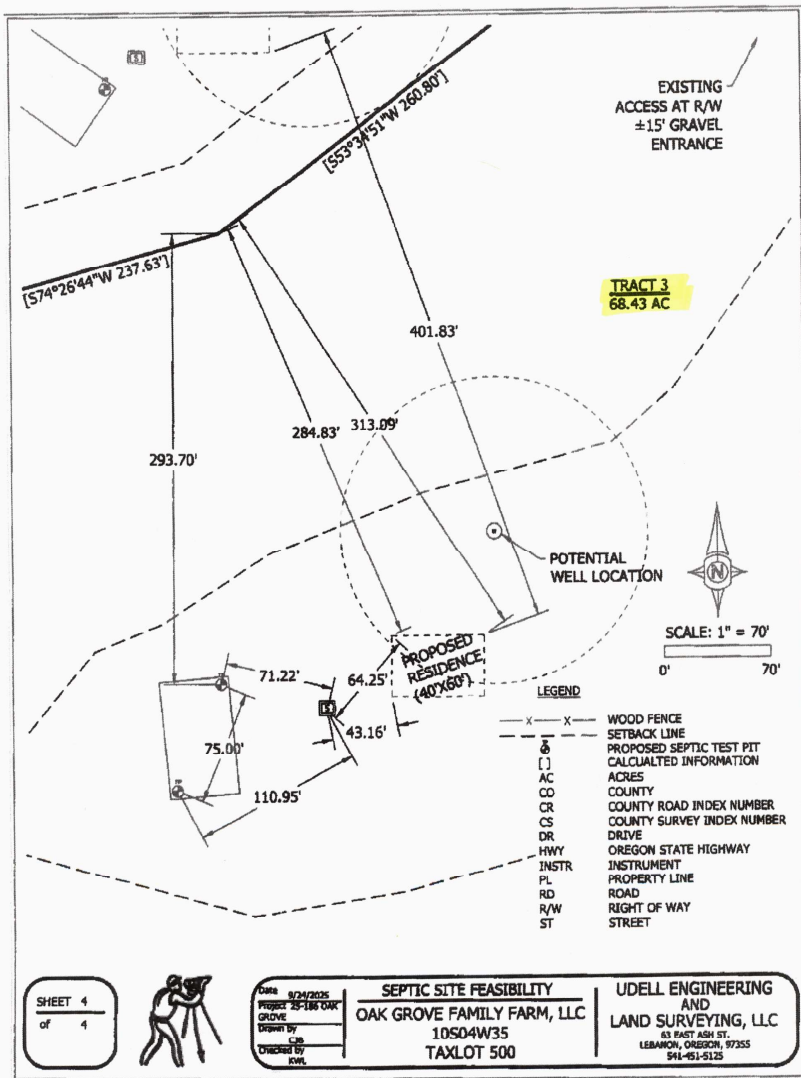 [S53°34'51"W 260.80']
EXISTING
ACCESS AT R/W
±15' GRAVEL
ENTRANCE
[S74°26'44"W 237.63']
TRACT 3
68.43 AC
401.83'
284.83'
313.09'
293.70'
POTENTIAL
WELL LOCATION
N
SCALE: 1" = 70'
0' 70'
PROPOSED
RESIDENCE
(40'X60')
71.22'
64.25'
S
43.16'
75.00'
110.95'
LEGEND
X X WOOD FENCE
SETBACK LINE
PROPOSED SEPTIC TEST PIT
[ ] CALCUALTED INFORMATION
AC ACRES
CO COUNTY
CR COUNTY ROAD INDEX NUMBER
CS COUNTY SURVEY INDEX NUMBER
DR DRIVE
HWY OREGON STATE HIGHWAY
INSTR INSTRUMENT
PL PROPERTY LINE
RD ROAD
R/W RIGHT OF WAY
ST STREET
SHEET 4
of 4
Date 9/24/2025
Project 25-186 OAK
GROVE
Drawn by
CJB
Checked by
KWL
SEPTIC SITE FEASIBILITY
OAK GROVE FAMILY FARM, LLC
10S04W35
TAXLOT 500
UDELL ENGINEERING
AND
LAND SURVEYING, LLC
63 EAST ASH ST.
LEBANON, OREGON, 97355
541-451-5125